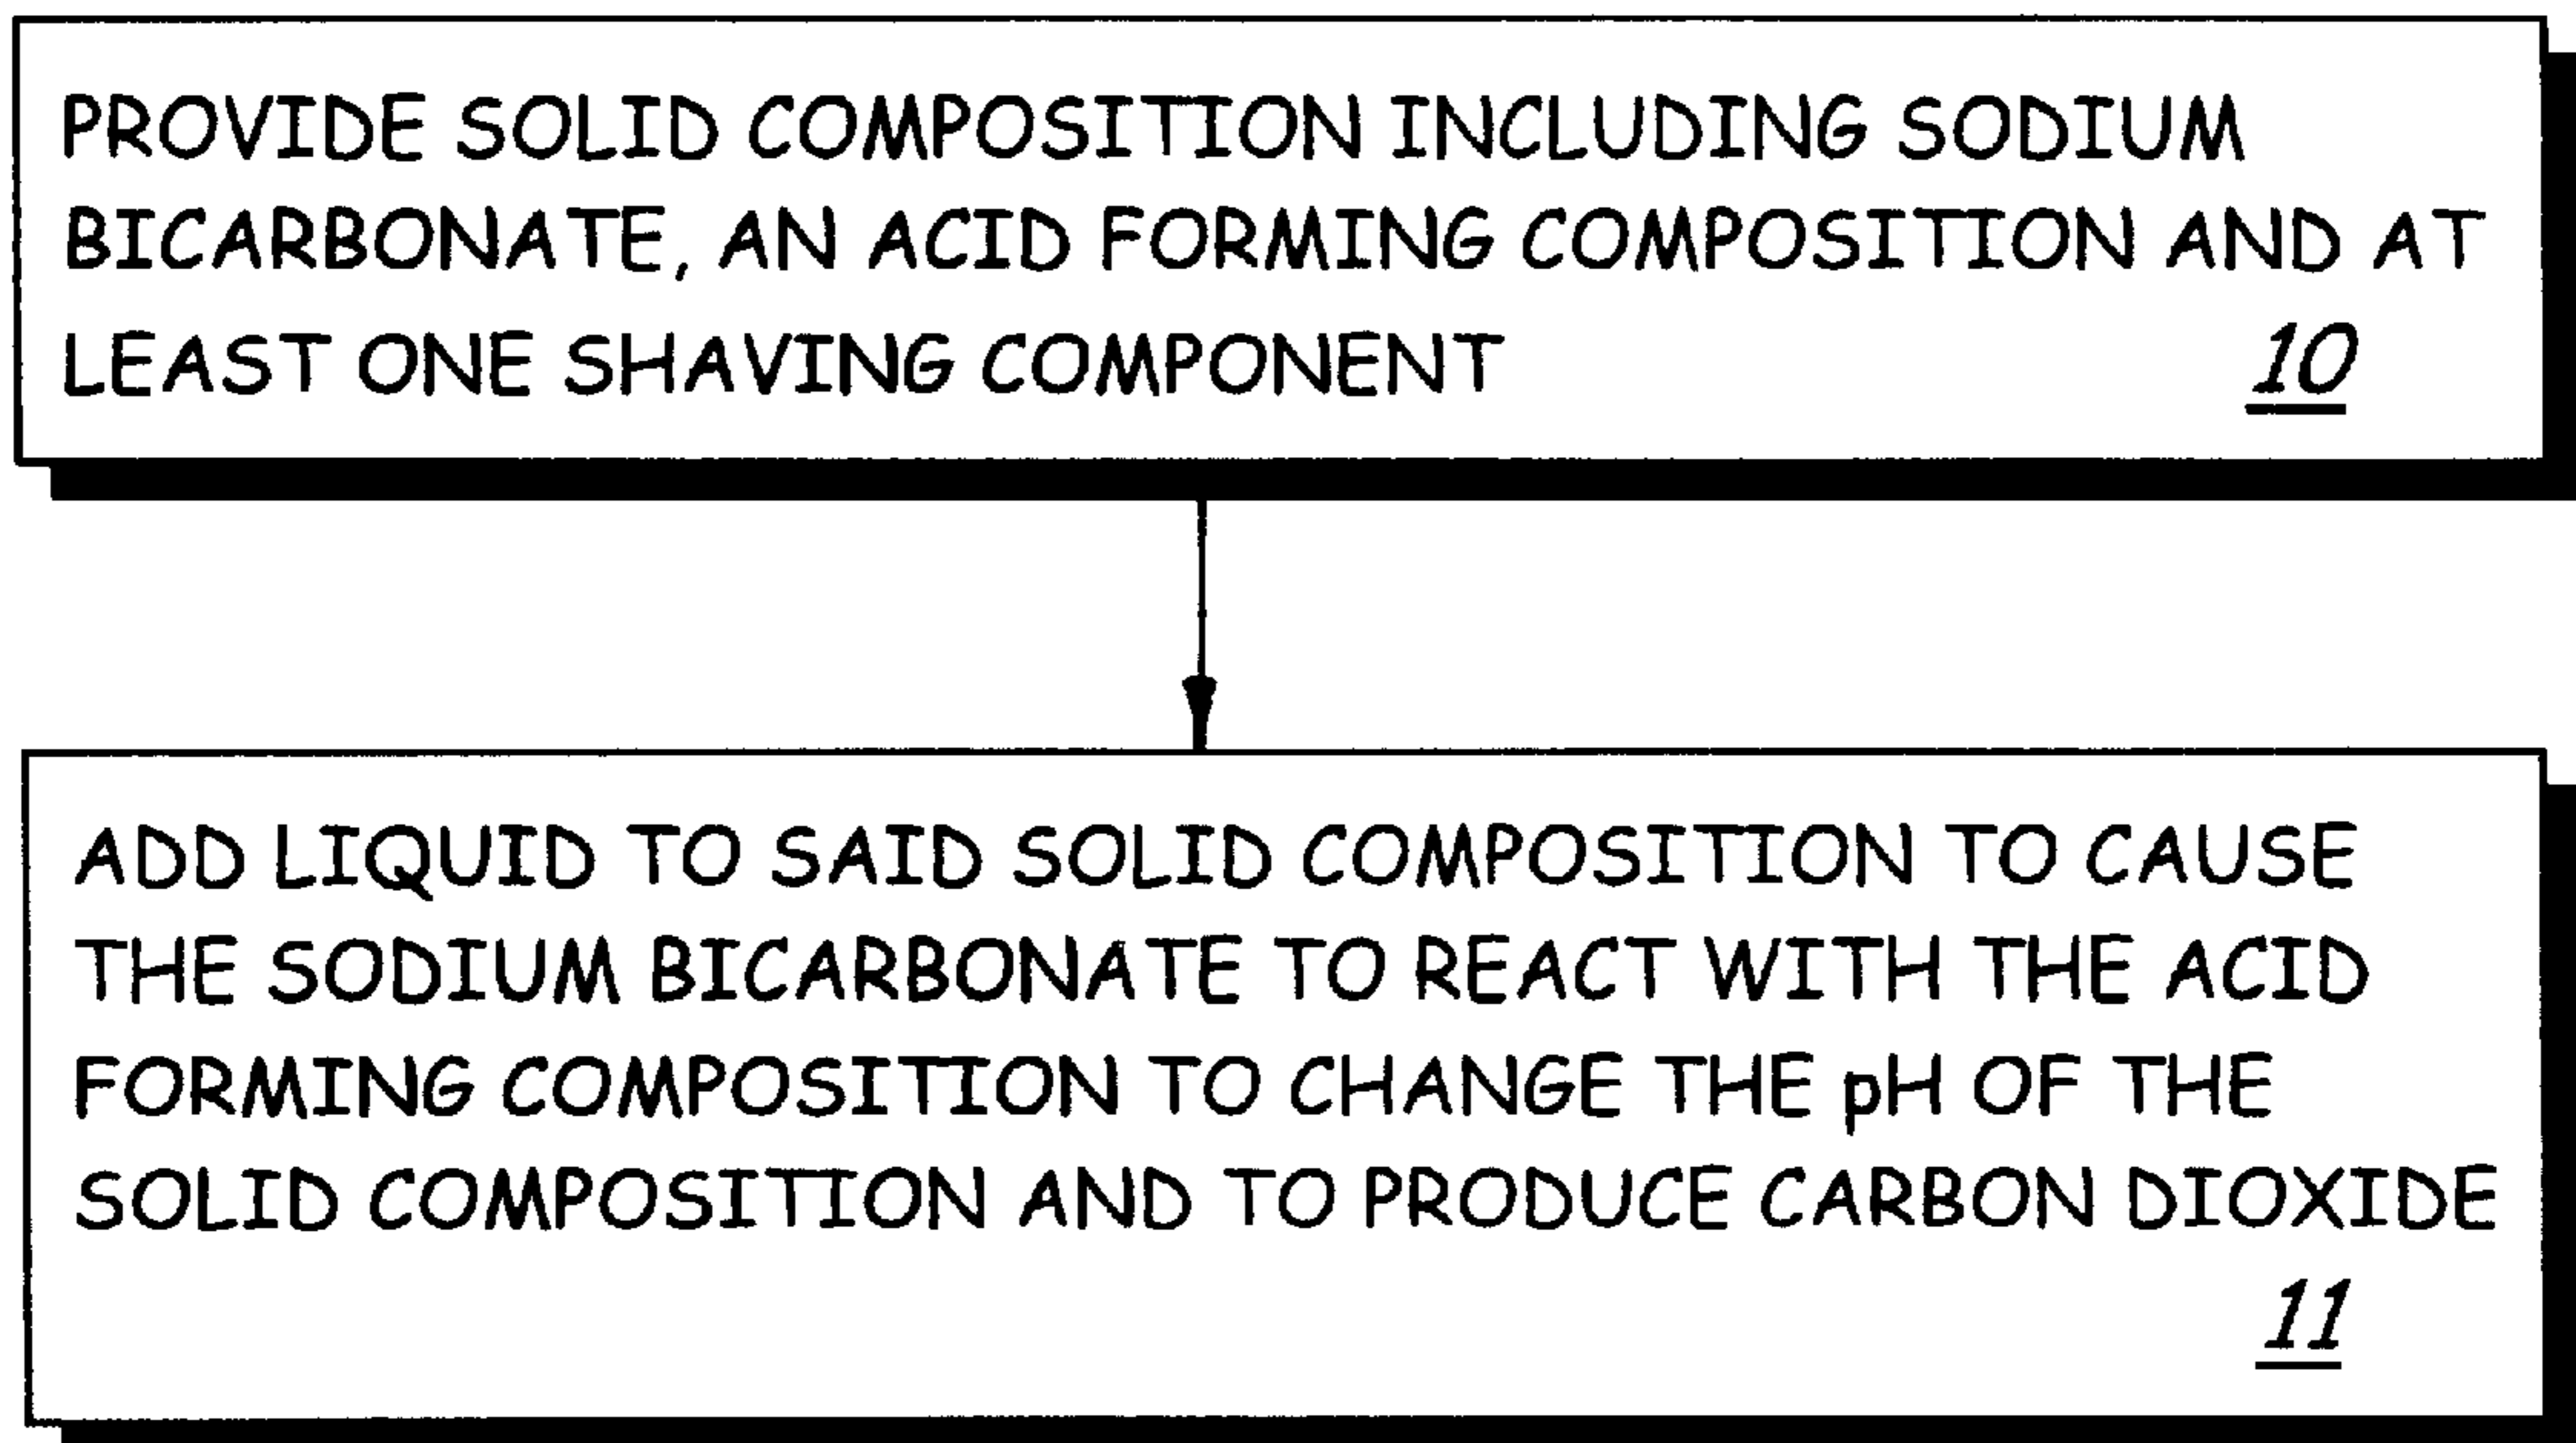 PROVIDE SOLID COMPOSITION INCLUDING SODIUM
BICARBONATE, AN ACID FORMING COMPOSITION AND AT
LEAST ONE SHAVING COMPONENT 10
ADD LIQUID TO SAID SOLID COMPOSITION TO CAUSE
THE SODIUM BICARBONATE TO REACT WITH THE ACID
FORMING COMPOSITION TO CHANGE THE pH OF THE
SOLID COMPOSITION AND TO PRODUCE CARBON DIOXIDE
11